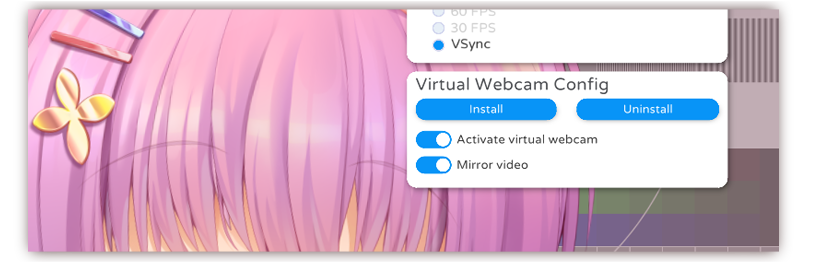 60 FPS
30 FPS
VSync
Virtual Webcam Config
Install Uninstall
Activate virtual webcam
Mirror video